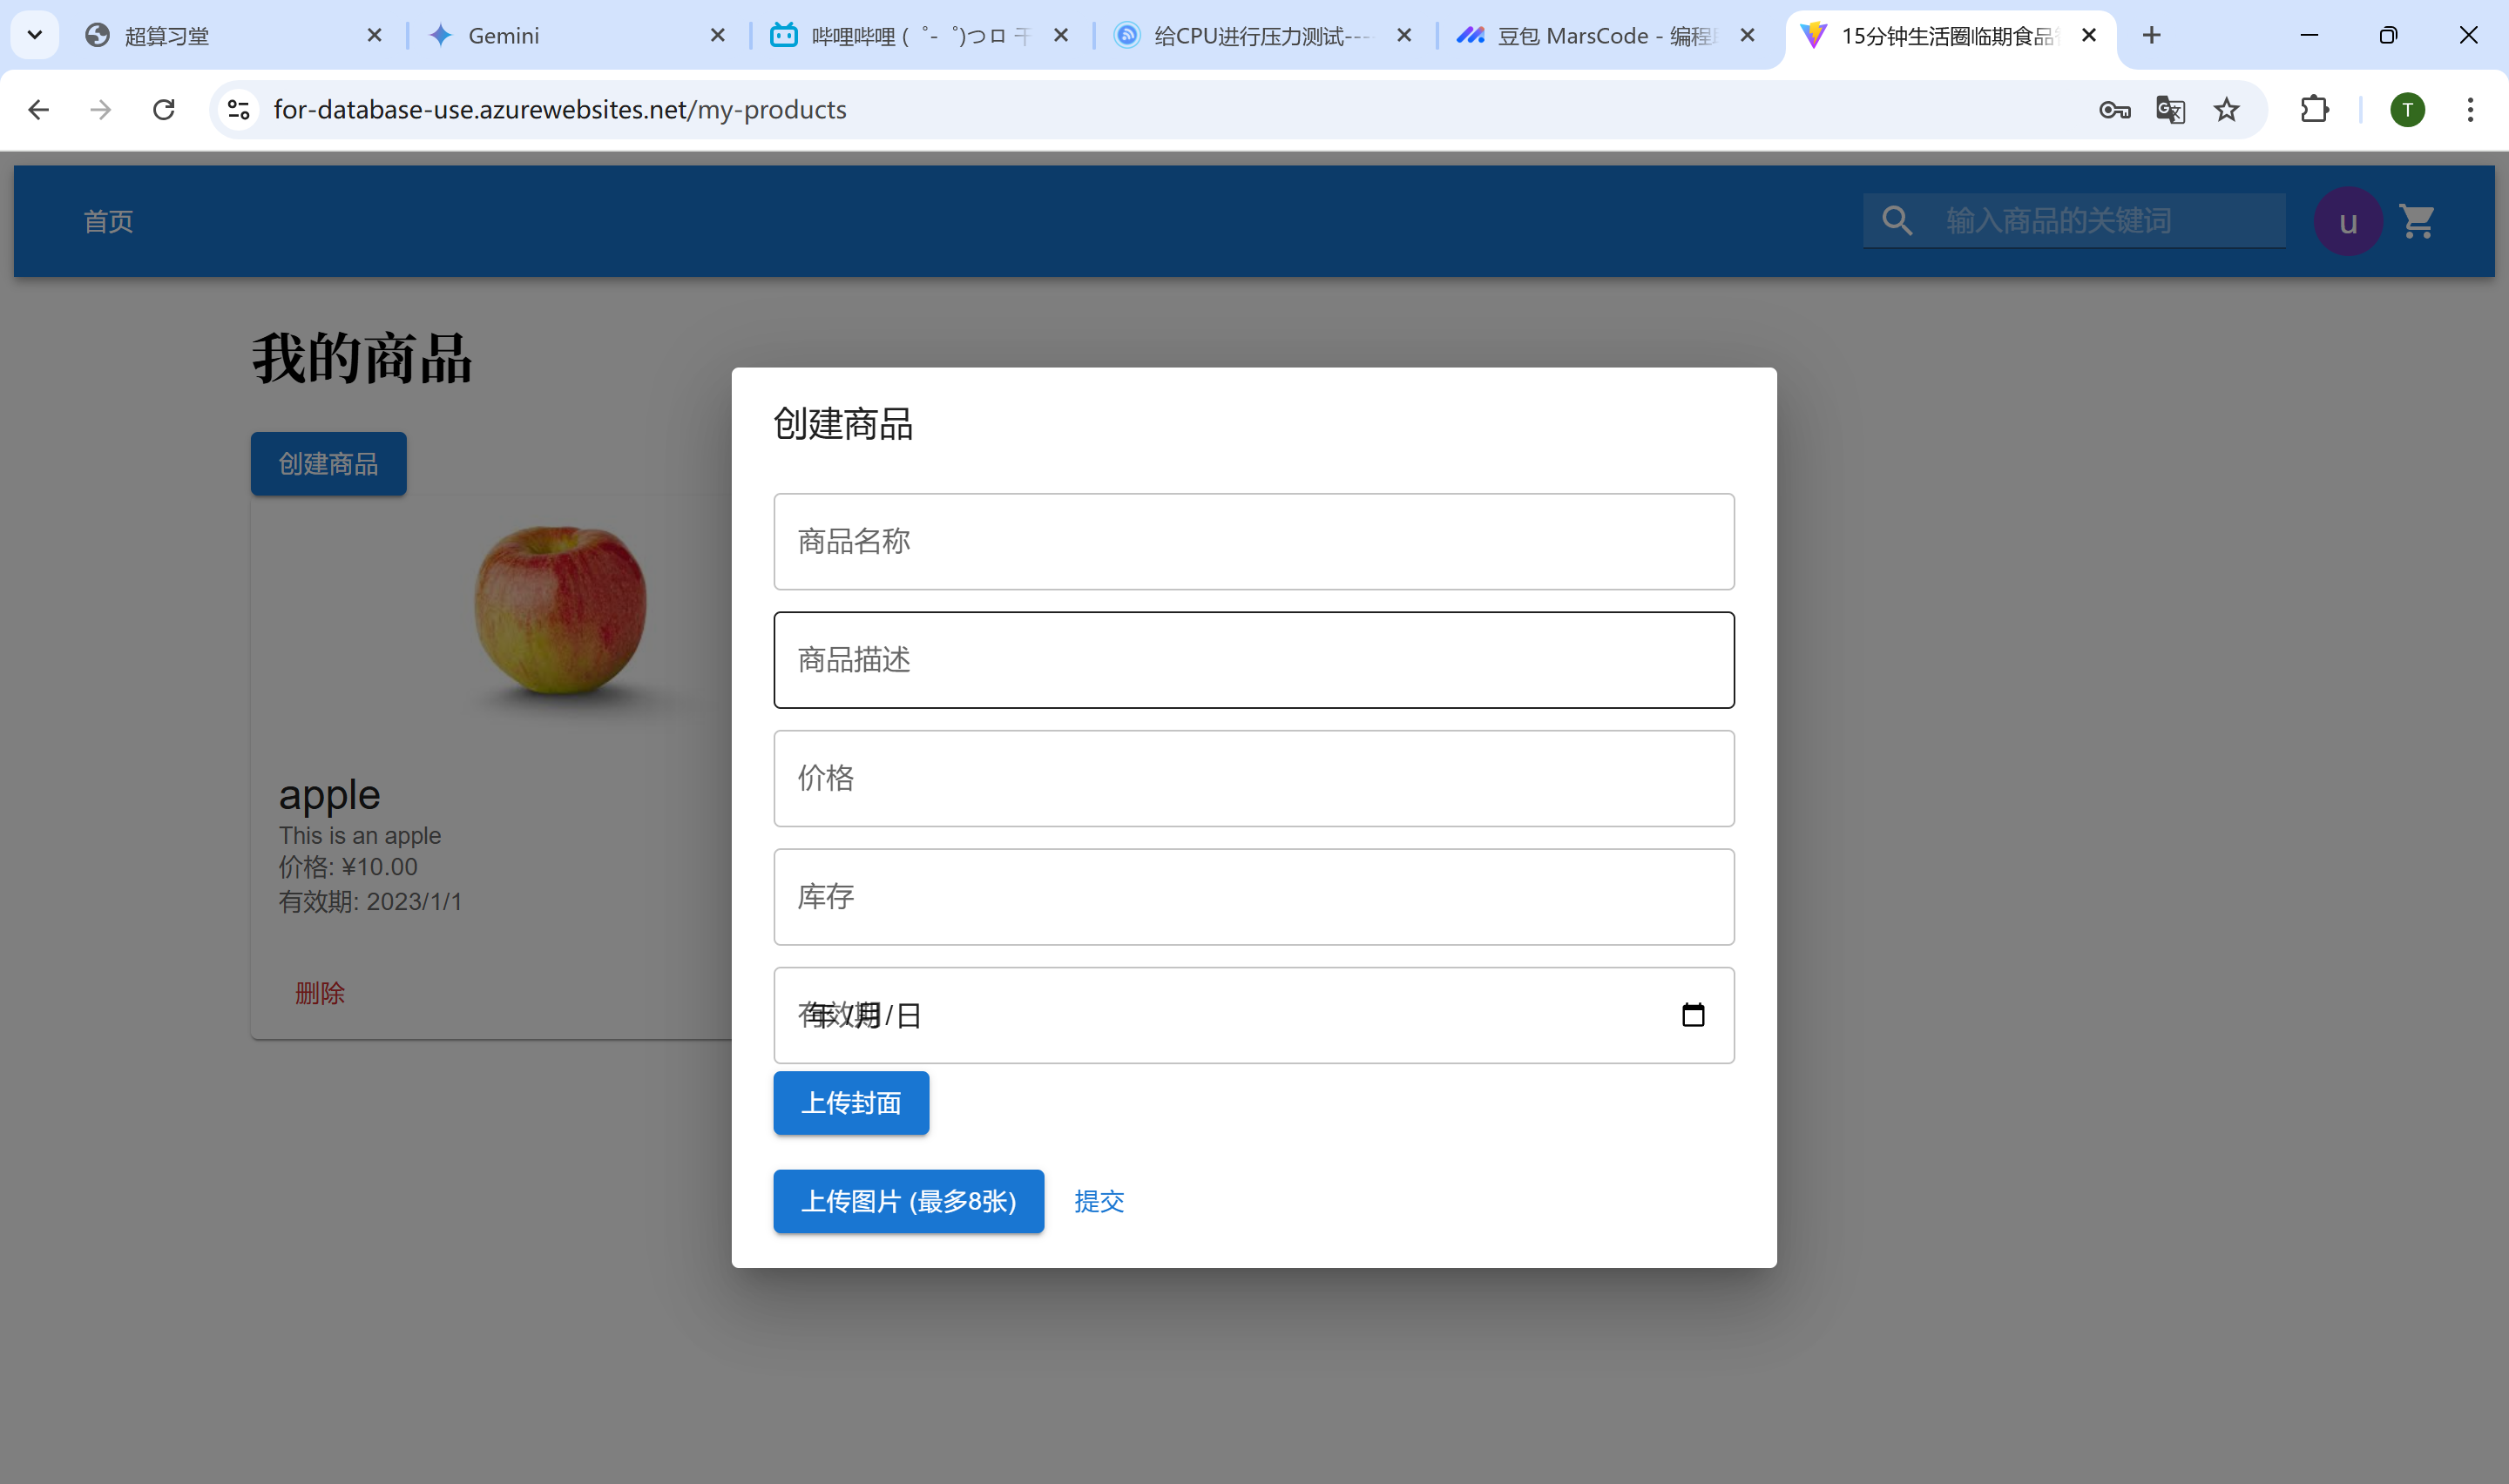 超算习堂
Gemini
哔哩哔哩 (゜-゜)つロ 干
给CPU进行压力测试----
豆包 MarsCode - 编程
15分钟生活圈临期食品
for-database-use.azurewebsites.net/my-products
T
首页
输入商品的关键词
u
我的商品
创建商品
apple
This is an apple
价格: ¥10.00
有效期: 2023/1/1
删除
创建商品
商品名称
商品描述
价格
库存
有效期
年 /月/日
上传封面
上传图片 (最多8张)
提交